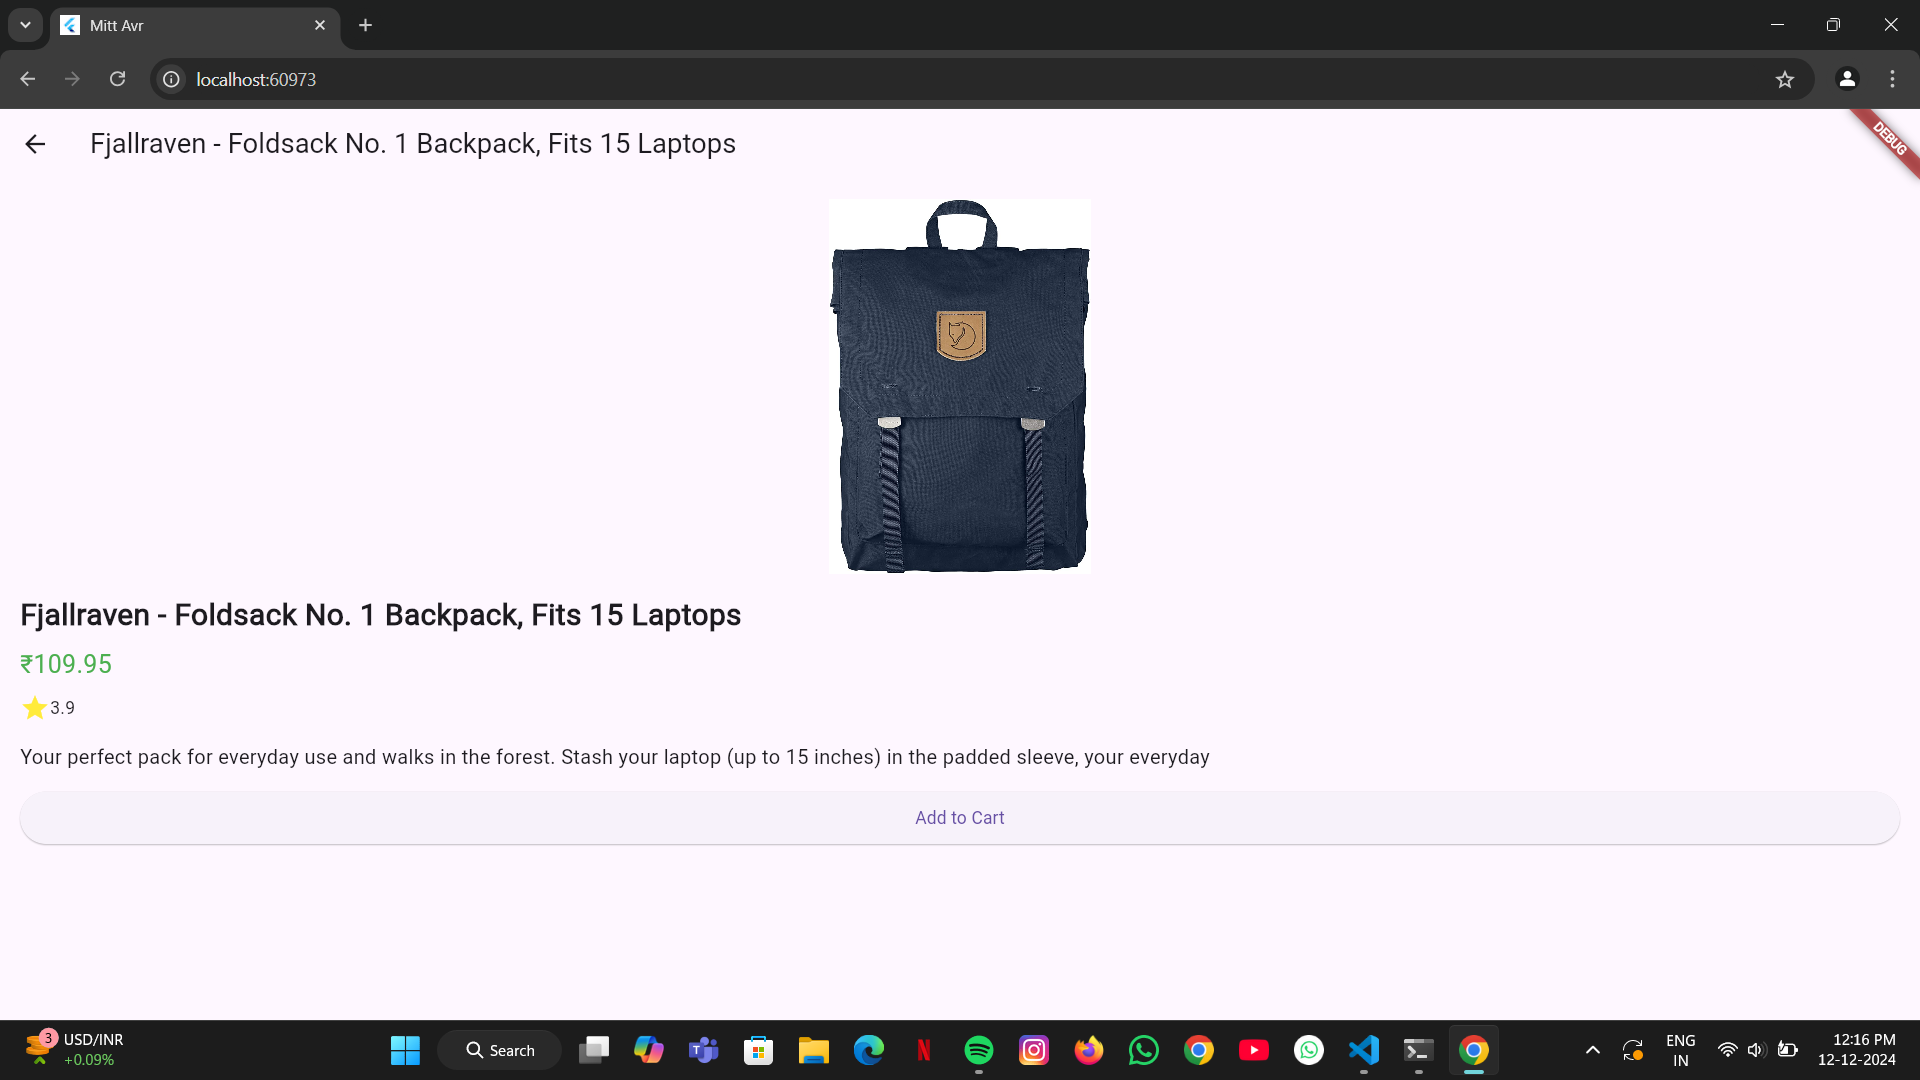 Mitt Avr
localhost:60973
Fjallraven - Foldsack No. 1 Backpack, Fits 15 Laptops
DEBUG
Fjallraven - Foldsack No. 1 Backpack, Fits 15 Laptops
₹109.95
3.9
Your perfect pack for everyday use and walks in the forest. Stash your laptop (up to 15 inches) in the padded sleeve, your everyday
Add to Cart
3
USD/INR
+0.09%
Search
ENG
IN
12:16 PM
12-12-2024